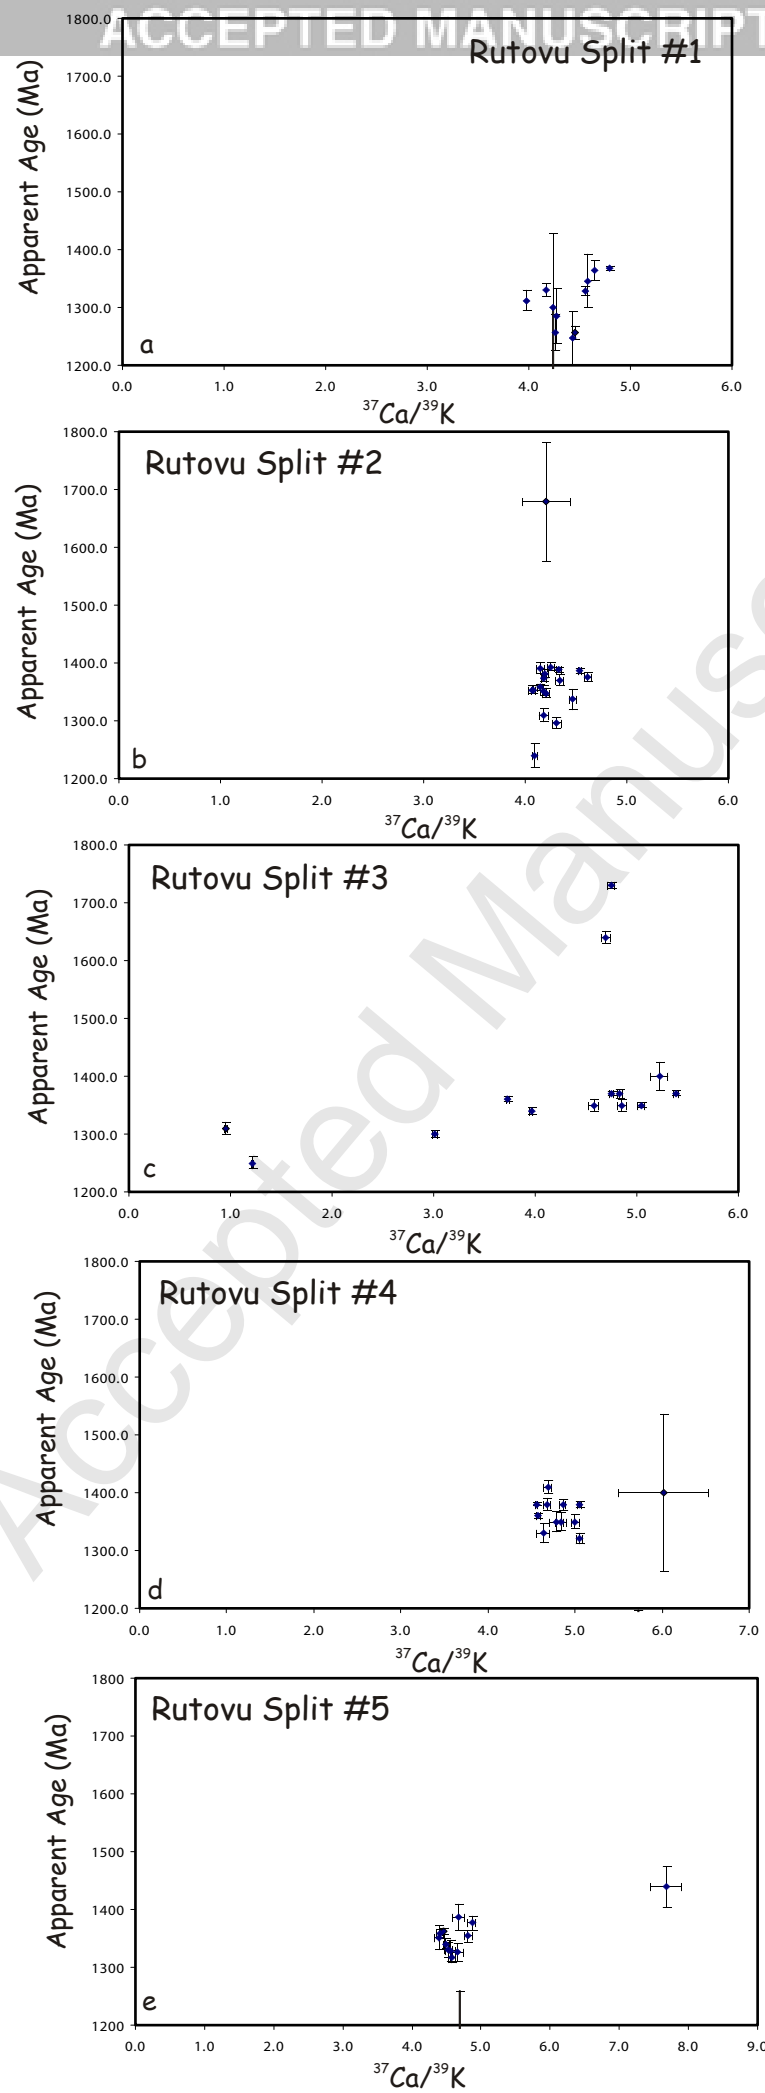 ACCEPTED MANUSCRIPT
Rutovu Split #1
Apparent Age (Ma)
1800.0
1700.0
1600.0
1500.0
1400.0
1300.0
1200.0
a
0.0 1.0 2.0 3.0 4.0 5.0 6.0
37Ca/39K
Rutovu Split #2
Apparent Age (Ma)
1800.0
1700.0
1600.0
1500.0
1400.0
1300.0
1200.0
b
0.0 1.0 2.0 3.0 4.0 5.0 6.0
37Ca/39K
Rutovu Split #3
Apparent Age (Ma)
1800.0
1700.0
1600.0
1500.0
1400.0
1300.0
1200.0
c
0.0 1.0 2.0 3.0 4.0 5.0 6.0
37Ca/39K
Rutovu Split #4
Apparent Age (Ma)
1800.0
1700.0
1600.0
1500.0
1400.0
1300.0
1200.0
d
0.0 1.0 2.0 3.0 4.0 5.0 6.0 7.0
37Ca/39K
Rutovu Split #5
Apparent Age (Ma)
1800
1700
1600
1500
1400
1300
1200
e
0.0 1.0 2.0 3.0 4.0 5.0 6.0 7.0 8.0 9.0
37Ca/39K
Accepted Manus